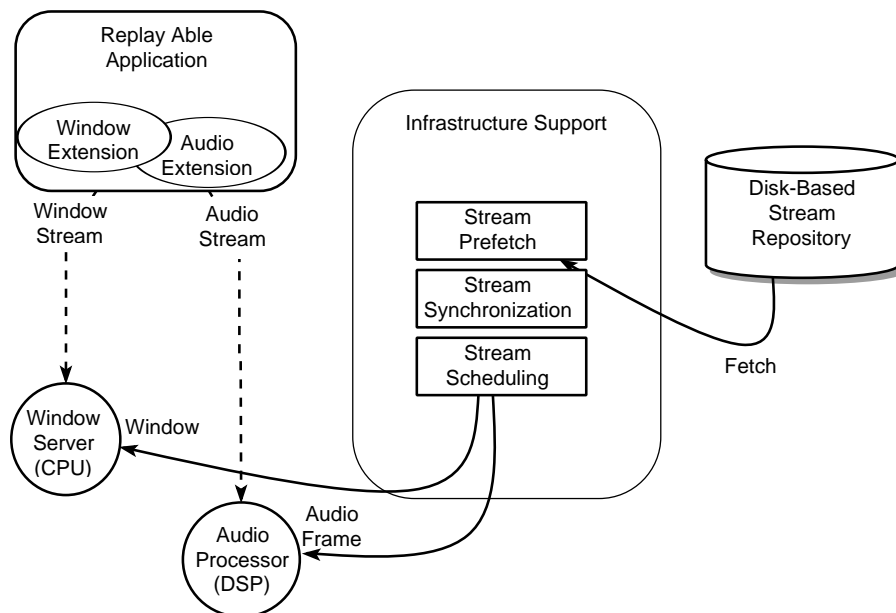 Replay Able
Application
Window
Extension
Audio
Extension
Window
Stream
Audio
Stream
Infrastructure Support
Stream
Prefetch
Stream
Synchronization
Stream
Scheduling
Disk-Based
Stream
Repository
Fetch
Window
Server
(CPU)
Window
Audio
Frame
Audio
Processor
(DSP)